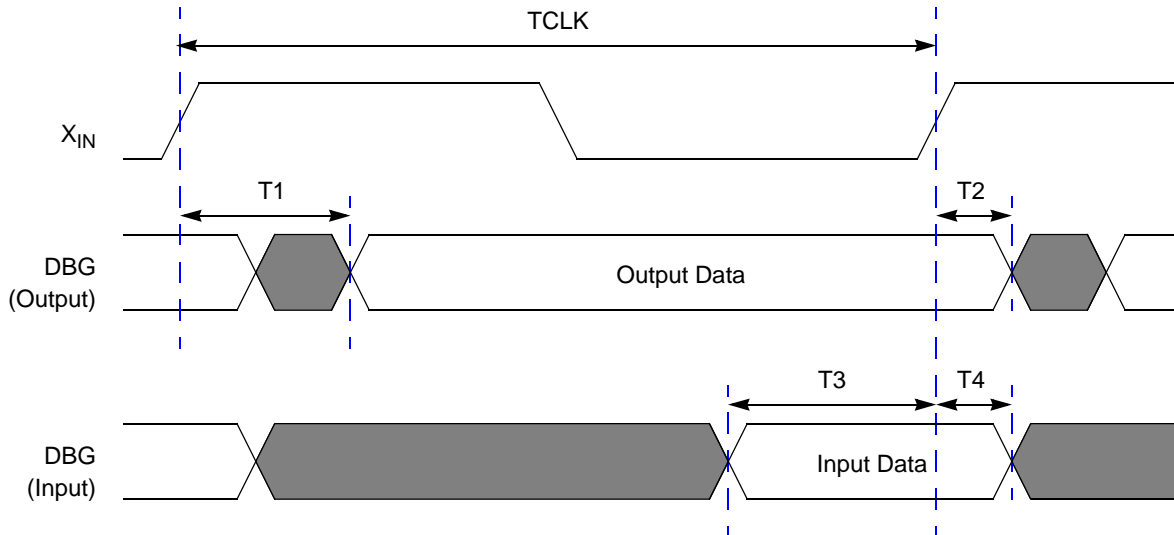 TCLK
XIN
T1
T2
DBG
(Output)
Output Data
T3
T4
DBG
(Input)
Input Data